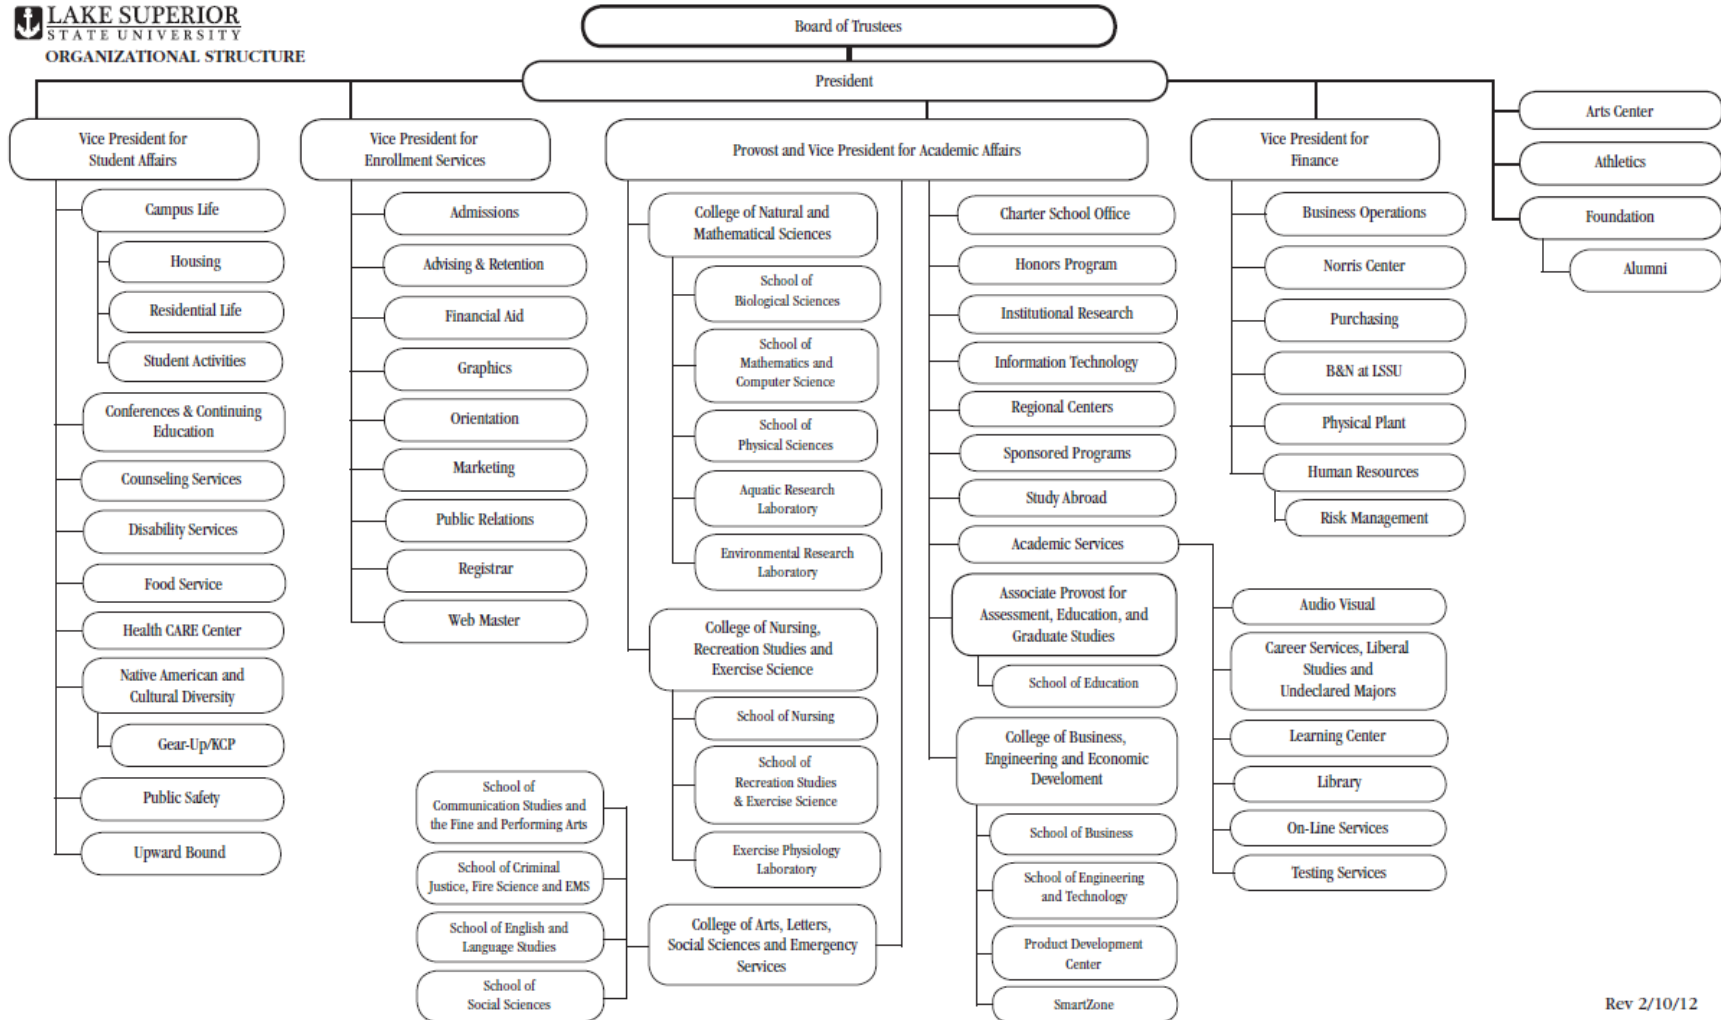 LAKE SUPERIOR
STATE UNIVERSITY
ORGANIZATIONAL STRUCTURE
Board of Trustees
President
Vice President for
Student Affairs
Campus Life
Housing
Residential Life
Student Activities
Conferences & Continuing
Education
Counseling Services
Disability Services
Food Service
Health CARE Center
Native American and
Cultural Diversity
Gear-Up/KCP
Public Safety
Upward Bound
Vice President for
Enrollment Services
Admissions
Advising & Retention
Financial Aid
Graphics
Orientation
Marketing
Public Relations
Registrar
Web Master
Provost and Vice President for Academic Affairs
College of Natural and
Mathematical Sciences
School of
Biological Sciences
School of
Mathematics and
Computer Science
School of
Physical Sciences
Aquatic Research
Laboratory
Environmental Research
Laboratory
College of Nursing,
Recreation Studies and
Exercise Science
School of Nursing
School of
Recreation Studies
& Exercise Science
Exercise Physiology
Laboratory
College of Arts, Letters,
Social Sciences and Emergency
Services
School of
Communication Studies and
the Fine and Performing Arts
School of Criminal
Justice, Fire Science and EMS
School of English and
Language Studies
School of
Social Sciences
Charter School Office
Honors Program
Institutional Research
Information Technology
Regional Centers
Sponsored Programs
Study Abroad
Academic Services
Associate Provost for
Assessment, Education, and
Graduate Studies
School of Education
College of Business,
Engineering and Economic
Develoment
School of Business
School of Engineering
and Technology
Product Development
Center
SmartZone
Audio Visual
Career Services, Liberal
Studies and
Undeclared Majors
Learning Center
Library
On-Line Services
Testing Services
Vice President for
Finance
Business Operations
Norris Center
Purchasing
B&N at LSSU
Physical Plant
Human Resources
Risk Management
Arts Center
Athletics
Foundation
Alumni
Rev 2/10/12